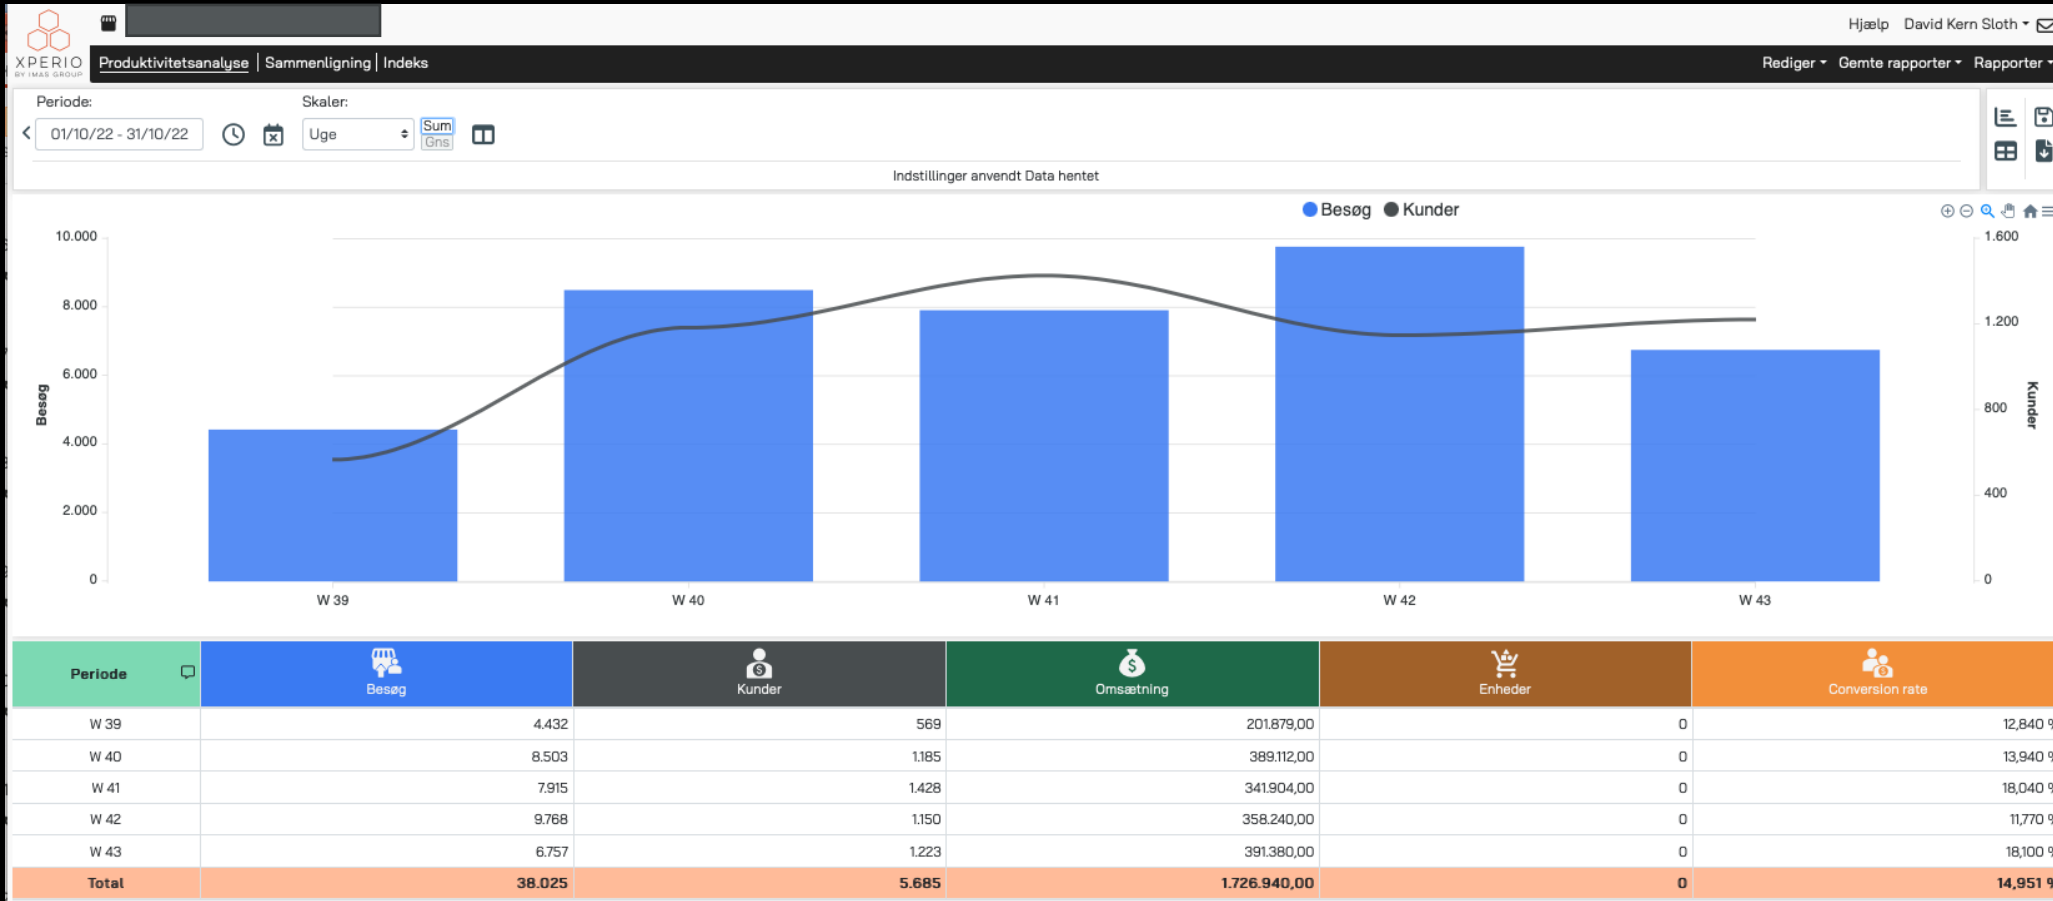 Hjælp David Kern Sloth
XPERIO
BY IMAS GROUP
Produktivitetsanalyse | Sammenligning | Indeks
Rediger Gemte rapporter Rapporter
Periode: Skaler:
01/10/22 - 31/10/22 Uge Sum
Gns
Indstillinger anvendt Data hentet
Besøg Kunder
10.000
8.000
6.000
4.000
2.000
0
Besøg
1.600
1.200
800
400
0
Kunder
W 39 W 40 W 41 W 42 W 43
Periode Besøg Kunder Omsætning Enheder Conversion rate
W 39 4.432 569 201.879,00 0 12,840 %
W 40 8.503 1.185 389.112,00 0 13,940 %
W 41 7.915 1.428 341.904,00 0 18,040 %
W 42 9.768 1.150 358.240,00 0 11,770 %
W 43 6.757 1.223 391.380,00 0 18,100 %
Total 38.025 5.685 1.726.940,00 0 14,951 %